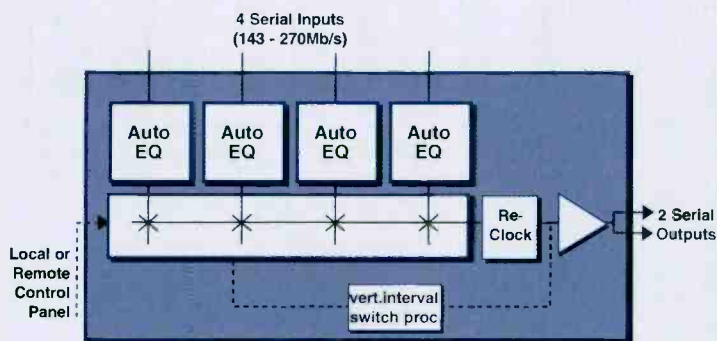 4 Serial Inputs
(143 - 270Mb/s)
Auto
EQ
Auto
EQ
Auto
EQ
Auto
EQ
Re-
Clock
2 Serial
Outputs
Local or
Remote
Control
Panel
vert.interval
switch proc.